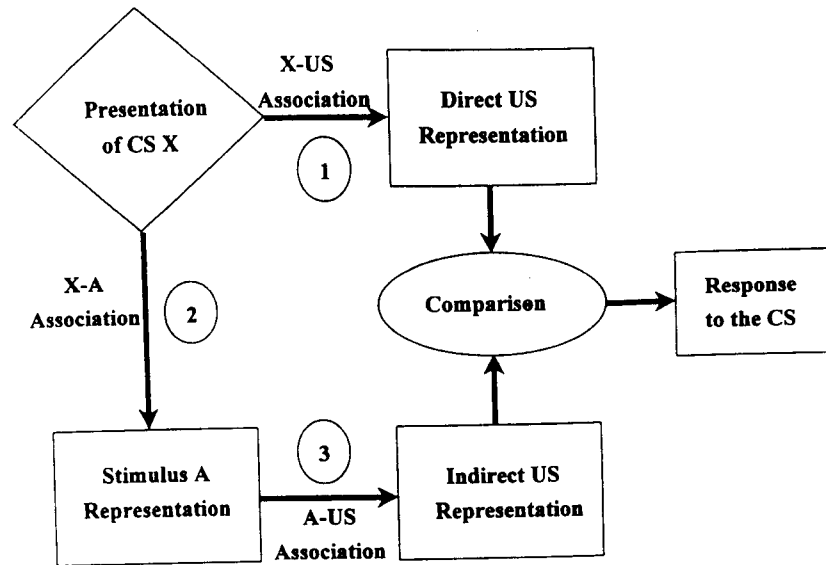 X-US
Association
Presentation
of CS X
Direct US
Representation
1
X-A
Association
2
Comparison
Response
to the CS
3
Stimulus A
Representation
A-US
Association
Indirect US
Representation